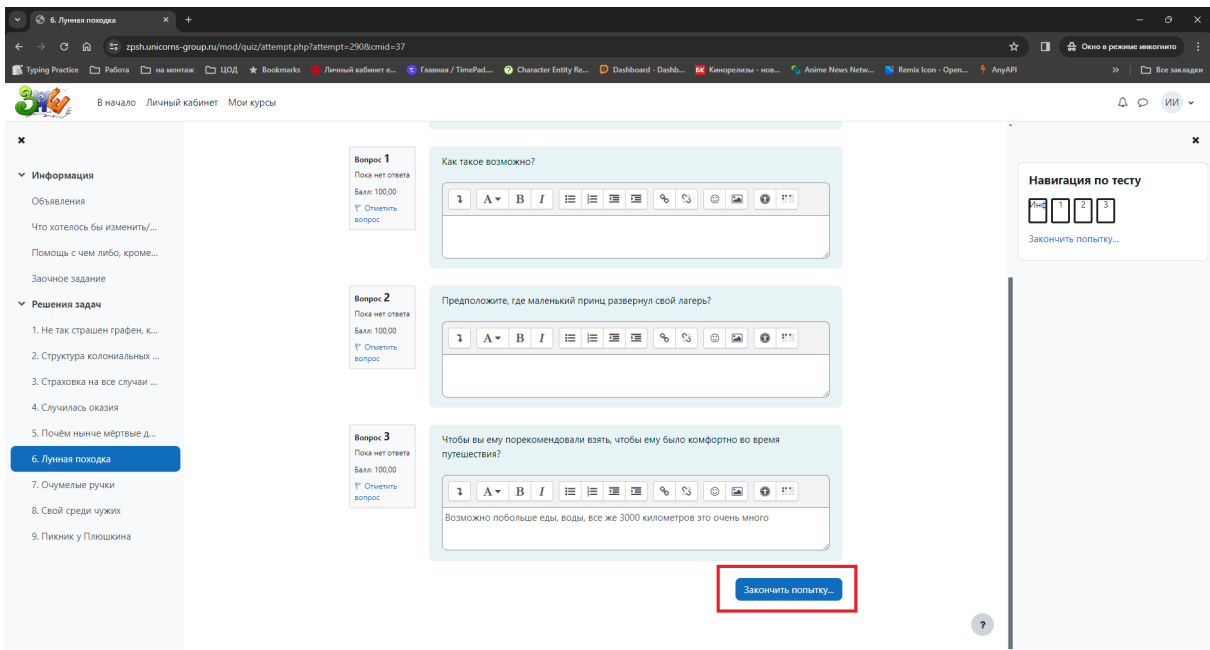 6. Лунная походка
zpsh.unicorns-group.ru/mod/quiz/attempt.php?attempt=290&cmid=37
Окно в режиме инкогнито
Typing Practice Работа на монтаж ЦОД Bookmarks Личный кабинет е... Главная / TimePad.... Character Entity Re... Dashboard - Dashb... Кинорелизы - нов... Anime News Netw... Remix Icon - Open... AnyAPI » Все закладки
ЗПШ В начало Личный кабинет Мои курсы ИИ
Информация
Объявления
Что хотелось бы изменить/...
Помощь с чем либо, кроме...
Заочное задание
Решения задач
1. Не так страшен графен, к...
2. Структура колониальных ...
3. Страховка на все случаи ...
4. Случилась оказия
5. Почём нынче мёртвые д...
6. Лунная походка
7. Очумелые ручки
8. Свой среди чужих
9. Пикник у Плюшкина
Вопрос 1
Пока нет ответа
Балл: 100,00
Отметить
вопрос
Как такое возможно?
A B I
Вопрос 2
Пока нет ответа
Балл: 100,00
Отметить
вопрос
Предположите, где маленький принц развернул свой лагерь?
A B I
Вопрос 3
Пока нет ответа
Балл: 100,00
Отметить
вопрос
Чтобы вы ему порекомендовали взять, чтобы ему было комфортно во время
путешествия?
A B I
Возможно побольше еды, воды, все же 3000 километров это очень много
Закончить попытку...
Навигация по тесту
Инф 1 2 3
Закончить попытку...
?